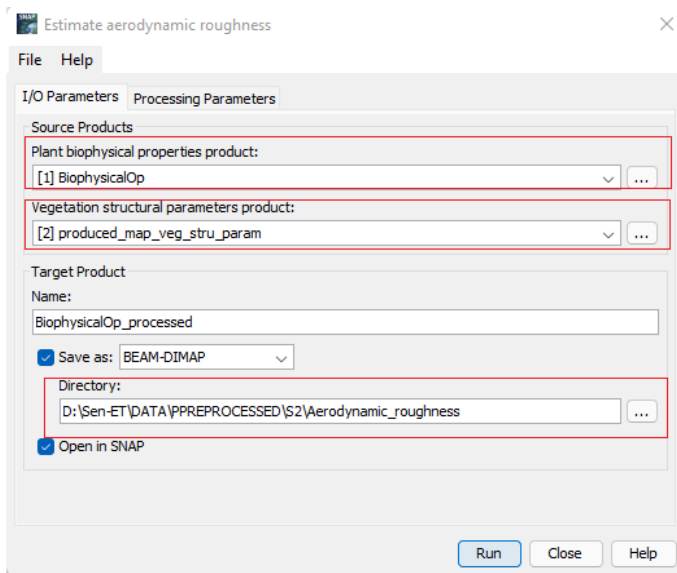 SNAP
Estimate aerodynamic roughness
File Help
I/O Parameters Processing Parameters
Source Products
Plant biophysical properties product:
[1] BiophysicalOp
...
Vegetation structural parameters product:
[2] produced_map_veg_stru_param
...
Target Product
Name:
BiophysicalOp_processed
Save as: BEAM-DIMAP
Directory:
D:\Sen-ET\DATA\PPREPROCESSED\S2\Aerodynamic_roughness
...
Open in SNAP
Run Close Help